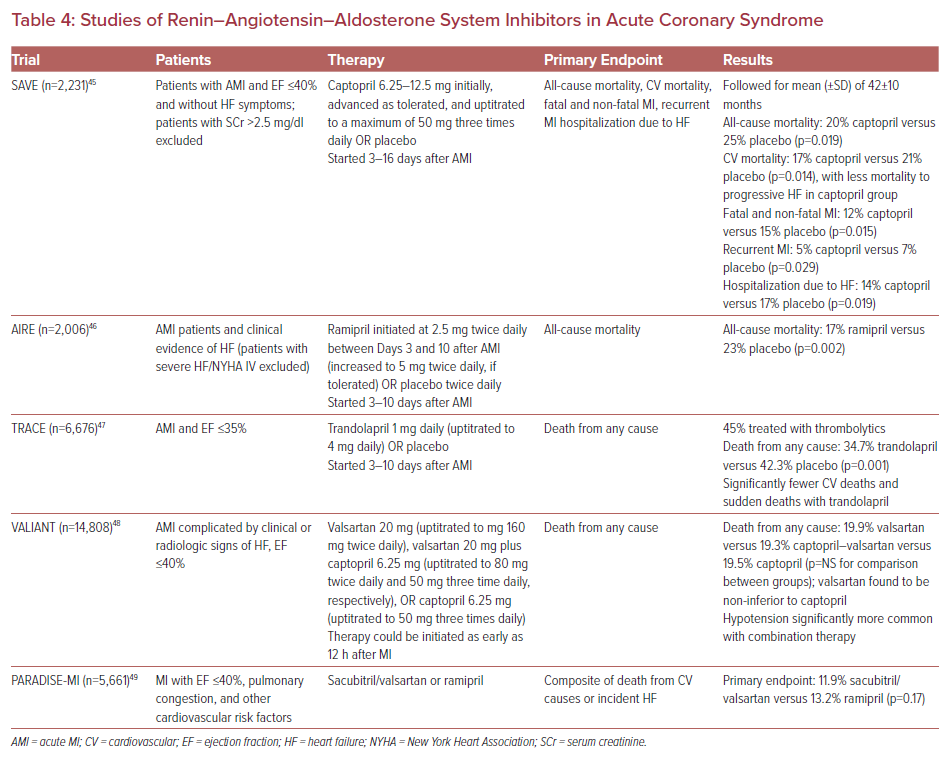 Table 4: Studies of Renin–Angiotensin–Aldosterone System Inhibitors in Acute Coronary Syndrome
Trial Patients Therapy Primary Endpoint Results
SAVE (n=2,231)45
Patients with AMI and EF ≤40%
and without HF symptoms;
patients with SCr >2.5 mg/dl
excluded
Captopril 6.25–12.5 mg initially,
advanced as tolerated, and uptitrated
to a maximum of 50 mg three times
daily OR placebo
Started 3–16 days after AMI
All-cause mortality, CV mortality,
fatal and non-fatal MI, recurrent
MI hospitalization due to HF
Followed for mean (±SD) of 42±10
months
All-cause mortality: 20% captopril versus
25% placebo (p=0.019)
CV mortality: 17% captopril versus 21%
placebo (p=0.014), with less mortality to
progressive HF in captopril group
Fatal and non-fatal MI: 12% captopril
versus 15% placebo (p=0.015)
Recurrent MI: 5% captopril versus 7%
placebo (p=0.029)
Hospitalization due to HF: 14% captopril
versus 17% placebo (p=0.019)
AIRE (n=2,006)46
AMI patients and clinical
evidence of HF (patients with
severe HF/NYHA IV excluded)
Ramipril initiated at 2.5 mg twice daily
between Days 3 and 10 after AMI
(increased to 5 mg twice daily, if
tolerated) OR placebo twice daily
Started 3–10 days after AMI
All-cause mortality
All-cause mortality: 17% ramipril versus
23% placebo (p=0.002)
TRACE (n=6,676)47
AMI and EF ≤35%
Trandolapril 1 mg daily (uptitrated to
4 mg daily) OR placebo
Started 3–10 days after AMI
Death from any cause
45% treated with thrombolytics
Death from any cause: 34.7% trandolapril
versus 42.3% placebo (p=0.001)
Significantly fewer CV deaths and
sudden deaths with trandolapril
VALIANT (n=14,808)48
AMI complicated by clinical or
radiologic signs of HF, EF
≤40%
Valsartan 20 mg (uptitrated to mg 160
mg twice daily), valsartan 20 mg plus
captopril 6.25 mg (uptitrated to 80 mg
twice daily and 50 mg three time daily,
respectively), OR captopril 6.25 mg
(uptitrated to 50 mg three times daily)
Therapy could be initiated as early as
12 h after MI
Death from any cause
Death from any cause: 19.9% valsartan
versus 19.3% captopril–valsartan versus
19.5% captopril (p=NS for comparison
between groups); valsartan found to be
non-inferior to captopril
Hypotension significantly more common
with combination therapy
PARADISE-MI (n=5,661)49
MI with EF ≤40%, pulmonary
congestion, and other
cardiovascular risk factors
Sacubitril/valsartan or ramipril
Composite of death from CV
causes or incident HF
Primary endpoint: 11.9% sacubitril/
valsartan versus 13.2% ramipril (p=0.17)
AMI = acute MI; CV = cardiovascular; EF = ejection fraction; HF = heart failure; NYHA = New York Heart Association; SCr = serum creatinine.